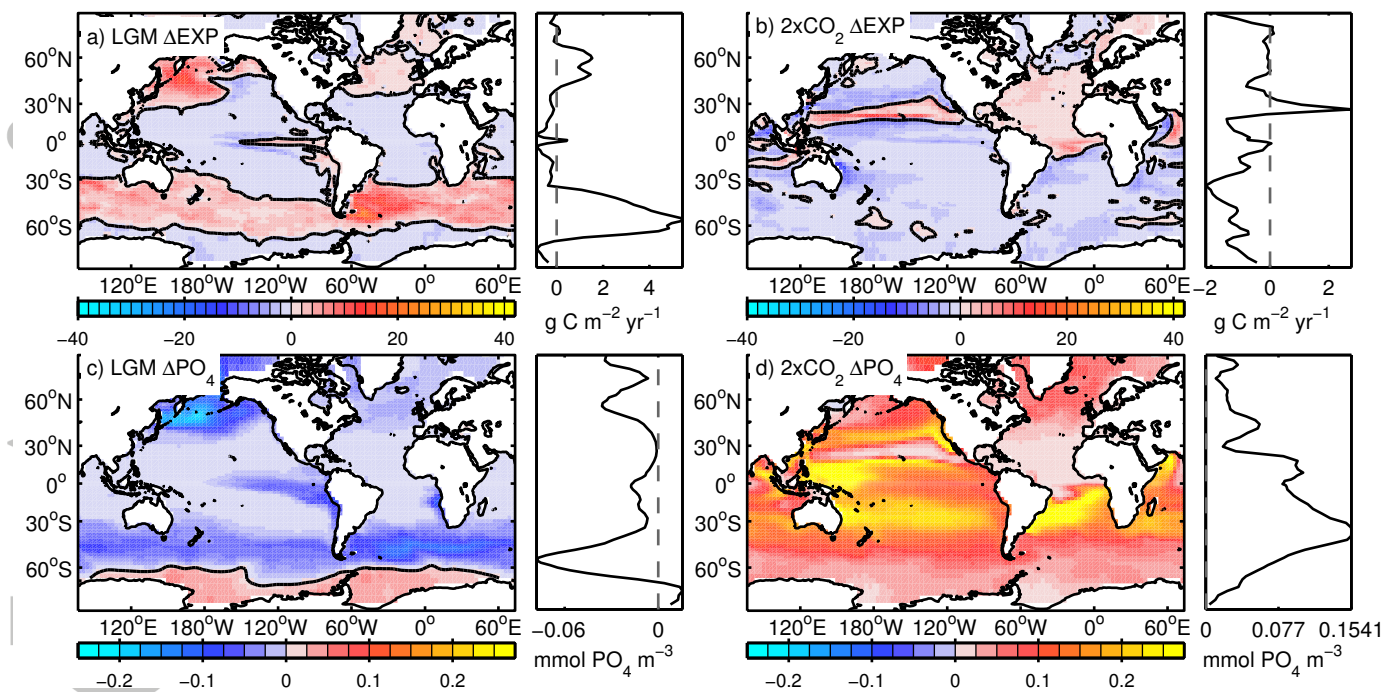 a) LGM ΔEXP
b) 2xCO₂ ΔEXP
60°N
30°N
0°
30°S
60°S
60°N
30°N
0°
30°S
60°S
120°E 180°W 120°W 60°W 0° 60°E
0 2 4
120°E 180°W 120°W 60°W 0° 60°E
−2 0 2
−40 −20 0 20 40
g C m⁻² yr⁻¹
−40 −20 0 20 40
g C m⁻² yr⁻¹
c) LGM ΔPO₄
d) 2xCO₂ ΔPO₄
60°N
30°N
0°
30°S
60°S
60°N
30°N
0°
30°S
60°S
120°E 180°W 120°W 60°W 0° 60°E
−0.06 0
120°E 180°W 120°W 60°W 0° 60°E
0 0.077 0.1541
mmol PO₄ m⁻³
mmol PO₄ m⁻³
−0.2 −0.1 0 0.1 0.2
−0.2 −0.1 0 0.1 0.2